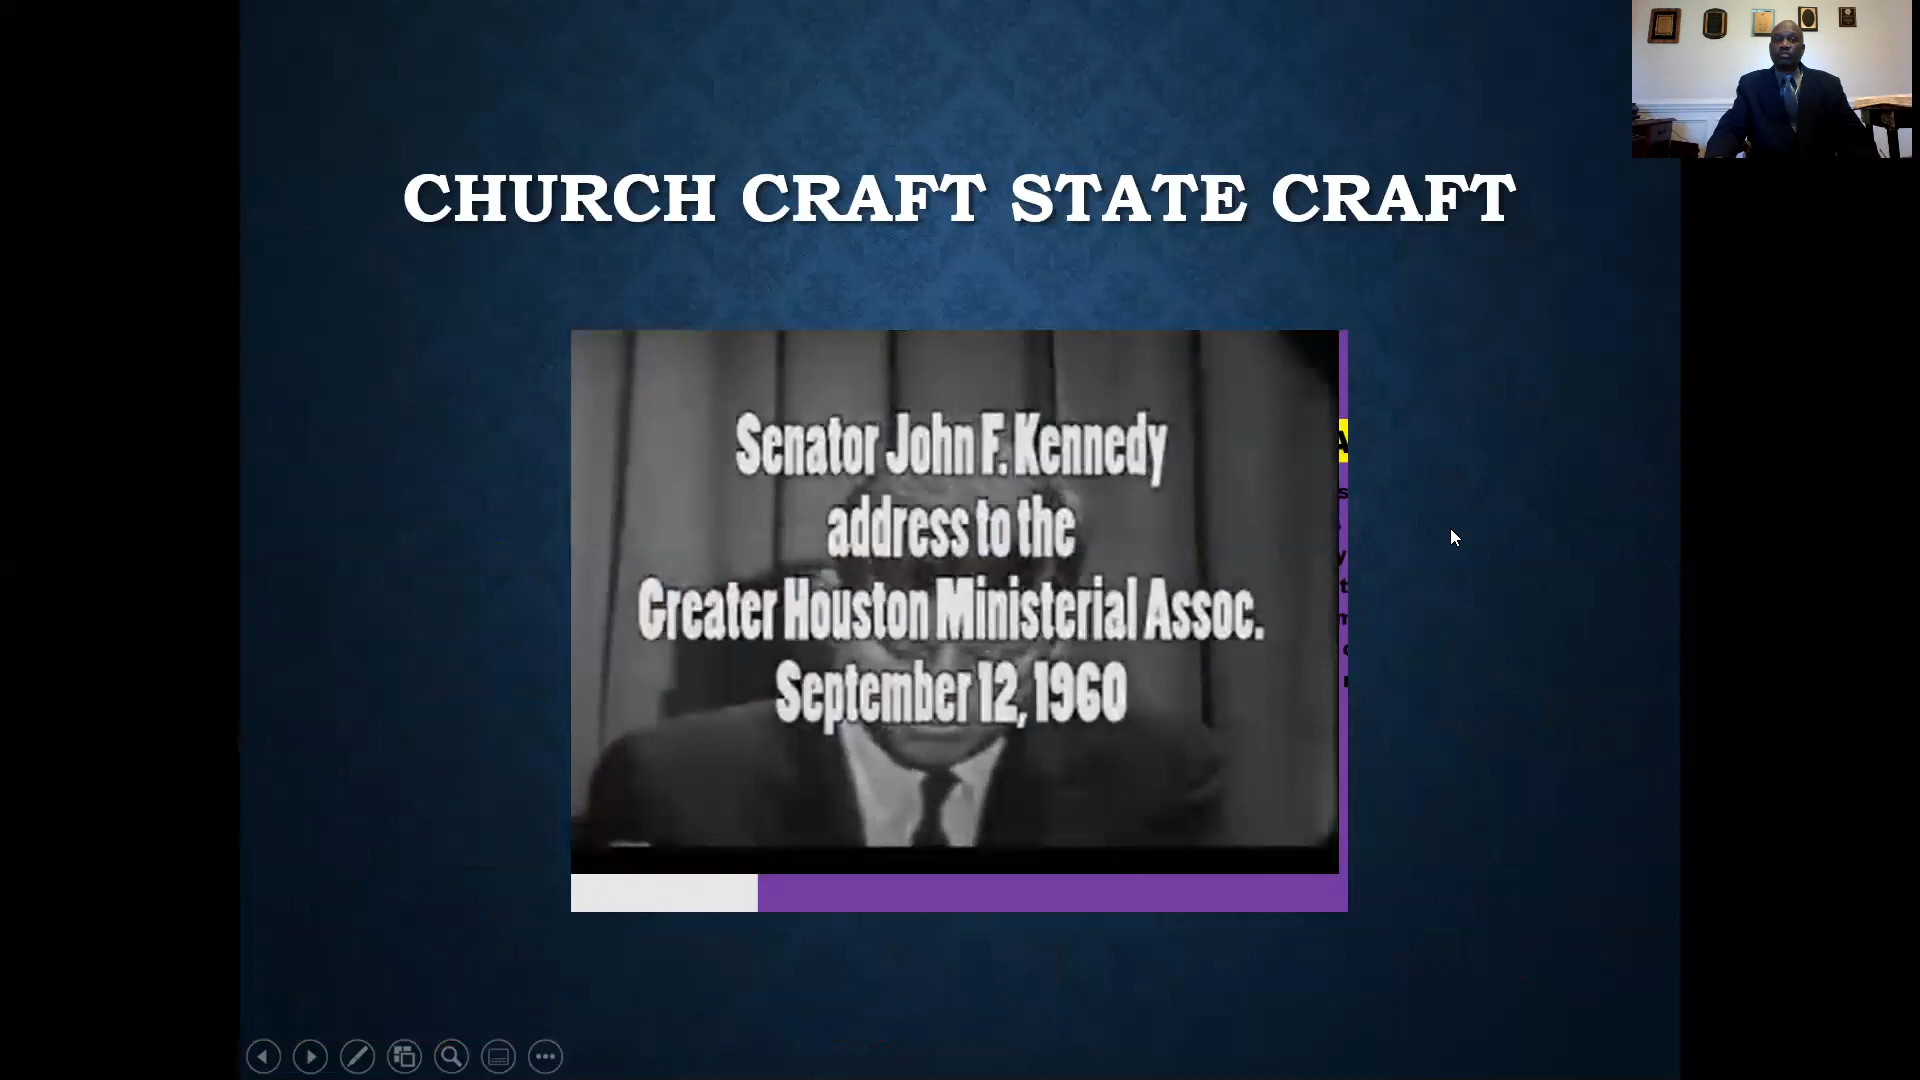 CHURCH CRAFT STATE CRAFT
Senator John F. Kennedy
address to the
Greater Houston Ministerial Assoc.
September 12, 1960